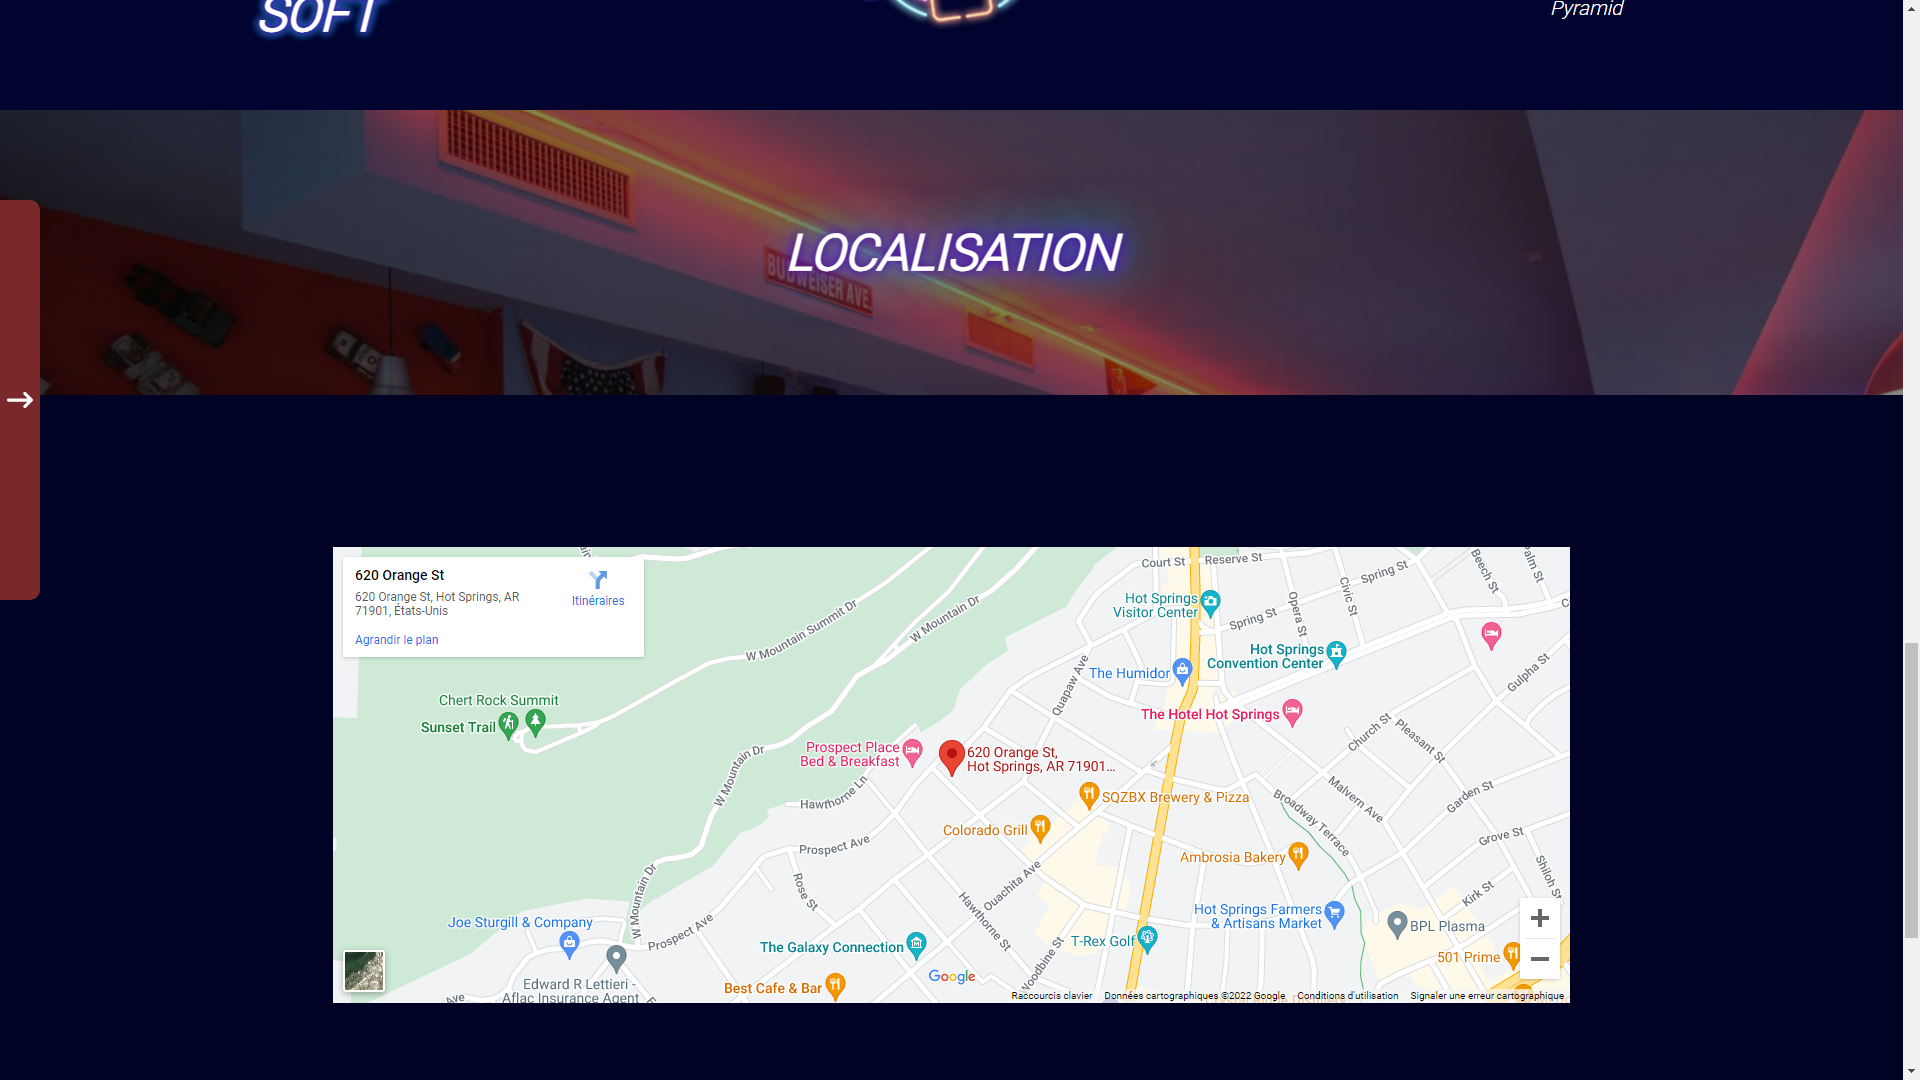 SOFT
Pyramid
BUDWEISER AVE.
LOCALISATION
620 Orange St
620 Orange St, Hot Springs, AR
71901, États-Unis
Itinéraires
Agrandir le plan
Court St
Reserve St
Spring St
Beech St
Palm St
Civic St
Opera St
Spring St
Hot Springs
Visitor Center
W Mountain Summit Dr
W Mountain Dr
Hot Springs
Convention Center
The Humidor
Quapaw Ave
Gulpha St
Chert Rock Summit
Sunset Trail
The Hotel Hot Springs
Church St
Pleasant St
Prospect Place
Bed & Breakfast
620 Orange St,
Hot Springs, AR 71901...
W Mountain Dr
Hawthorne Ln
SQZBX Brewery & Pizza
Malvern Ave
Garden St
Broadway Terrace
Colorado Grill
Grove St
Prospect Ave
Ambrosia Bakery
Shiloh St
Ouachita Ave
Rose St
W Mountain Dr
Kirk St
Hawthorne St
Joe Sturgill & Company
Prospect Ave
Hot Springs Farmers
& Artisans Market
BPL Plasma
T-Rex Golf
The Galaxy Connection
501 Prime
Woodbine St
Edward R Lettieri -
Aflac Insurance Agent
Best Cafe & Bar
Google
Ave
Raccourcis clavier
Données cartographiques ©2022 Google
Conditions d'utilisation
Signaler une erreur cartographique